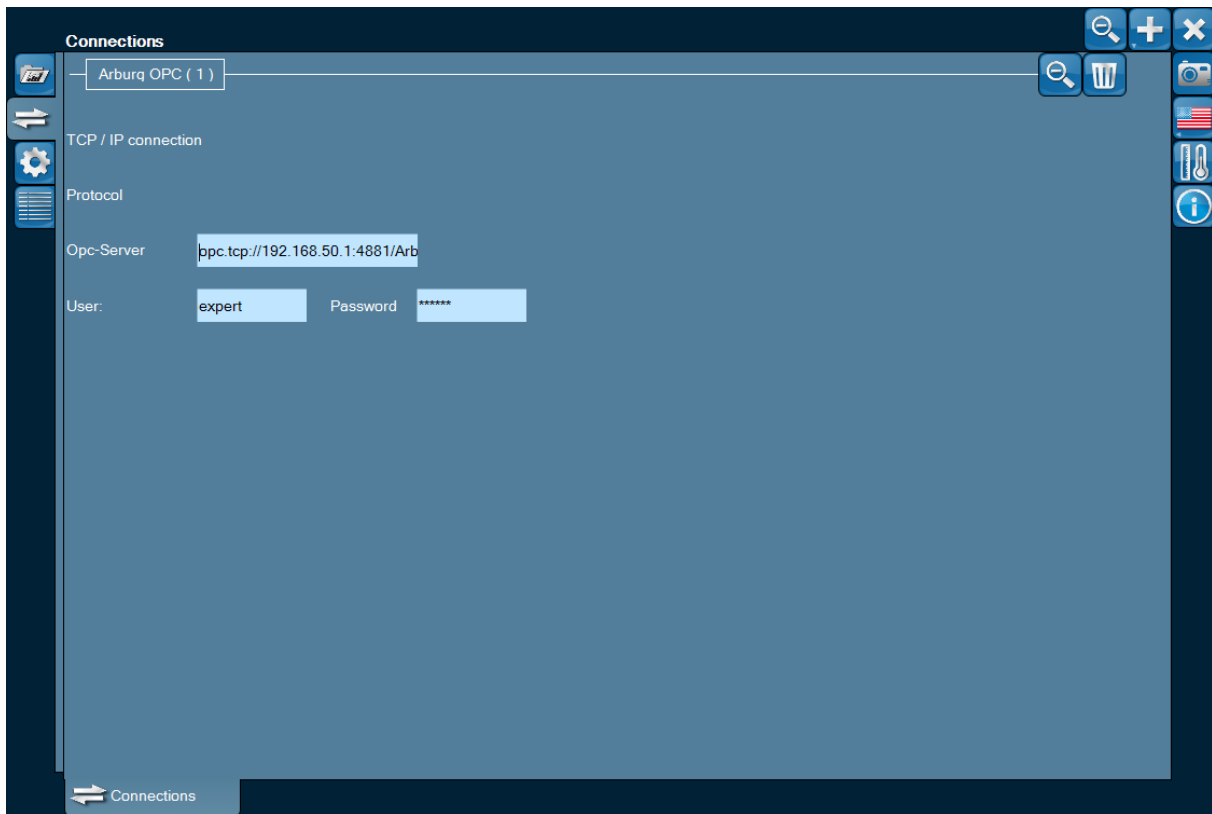 Connections
Arburg OPC ( 1 )
TCP / IP connection
Protocol
Opc-Server opc.tcp://192.168.50.1:4881/Arb
User: expert Password ******
Connections